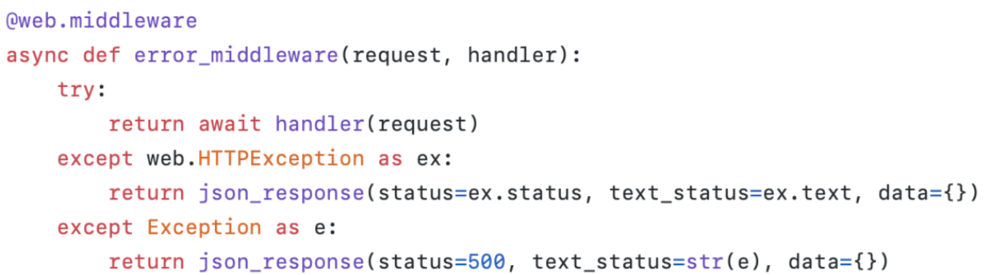 @web.middleware
async def error_middleware(request, handler):
    try:
        return await handler(request)
    except web.HTTPException as ex:
        return json_response(status=ex.status, text_status=ex.text, data={})
    except Exception as e:
        return json_response(status=500, text_status=str(e), data={})